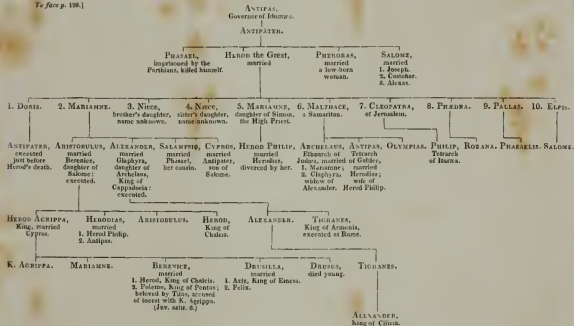 To face p. 129.]
ANTIPAS,
Governor of Idumæa.
ANTIPATER.
PHASAEL,
imprisoned by the
Parthians, killed himself.
HEROD the Great,
married
PHERORAS,
married
a low-born
woman.
SALOME,
married
1. Joseph.
2. Costobar.
3. Alexas.
1. DORIS.
2. MARIAMNE.
3. Niece,
brother's daughter,
name unknown.
4. Niece,
sister's daughter,
name unknown.
5. MARIAMNE,
daughter of Simon,
the High Priest.
6. MALTHACE,
a Samaritan.
7. CLEOPATRA,
of Jerusalem.
8. PHÆDRA.
9. PALLAS.
10. ELPIS.
ANTIPATER,
executed
just before
Herod's death.
ARISTOBULUS,
married
Berenice,
daughter of
Salome:
executed.
ALEXANDER,
married
Glaphyra,
daughter of
Archelaus,
King of
Cappadocia:
executed.
SALAMPSIO,
married
Phasael,
her cousin.
CYPROS,
married
Antipater,
son of
Salome.
HEROD PHILIP,
married
Herodias,
divorced by her.
ARCHELAUS,
Ethnarch of
Judæa, married
1. Mariamne;
2. Glaphyra,
widow of
Alexander.
ANTIPAS,
Tetrarch
of Galilee,
married
Herodias;
wife of
Herod Philip.
OLYMPIAS.
PHILIP,
Tetrarch
of Ituræa.
ROXANA.
PHASAELIS.
SALOME.
HEROD AGRIPPA,
King, married
Cypros.
HERODIAS,
married
1. Herod Philip.
2. Antipas.
ARISTOBULUS.
HEROD,
King of
Chalcis.
ALEXANDER.
TIGRANES,
King of Armenia,
executed at Rome.
K. AGRIPPA.
MARIAMNE.
BERENICE,
married
1. Herod, King of Chalcis.
2. Polemo, King of Pontus;
beloved by Titus, accused
of incest with K. Agrippa.
(Juv. satir. 6.)
DRUSILLA,
married
1. Aziz, King of Emesa.
2. Felix.
DRUSUS,
died young.
TIGRANES.
ALEXANDER,
King of Cilicia.